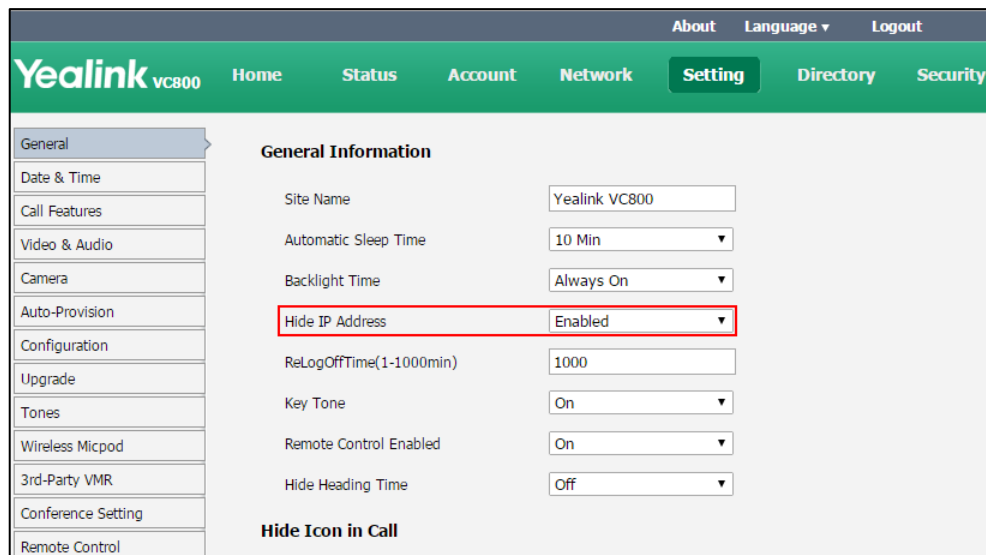 About Language Logout
Yealink VC800 Home Status Account Network Setting Directory Security
General
Date & Time
Call Features
Video & Audio
Camera
Auto-Provision
Configuration
Upgrade
Tones
Wireless Micpod
3rd-Party VMR
Conference Setting
Remote Control
General Information
Site Name Yealink VC800
Automatic Sleep Time 10 Min
Backlight Time Always On
Hide IP Address Enabled
ReLogOffTime(1-1000min) 1000
Key Tone On
Remote Control Enabled On
Hide Heading Time Off
Hide Icon in Call